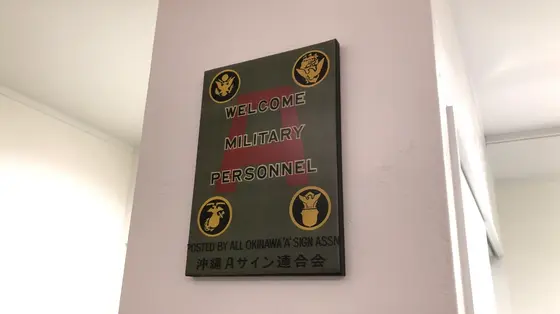 WELCOME
MILITARY
PERSONNEL
POSTED BY ALL OKINAWA "A" SIGN ASSN
沖縄Aサイン連合会